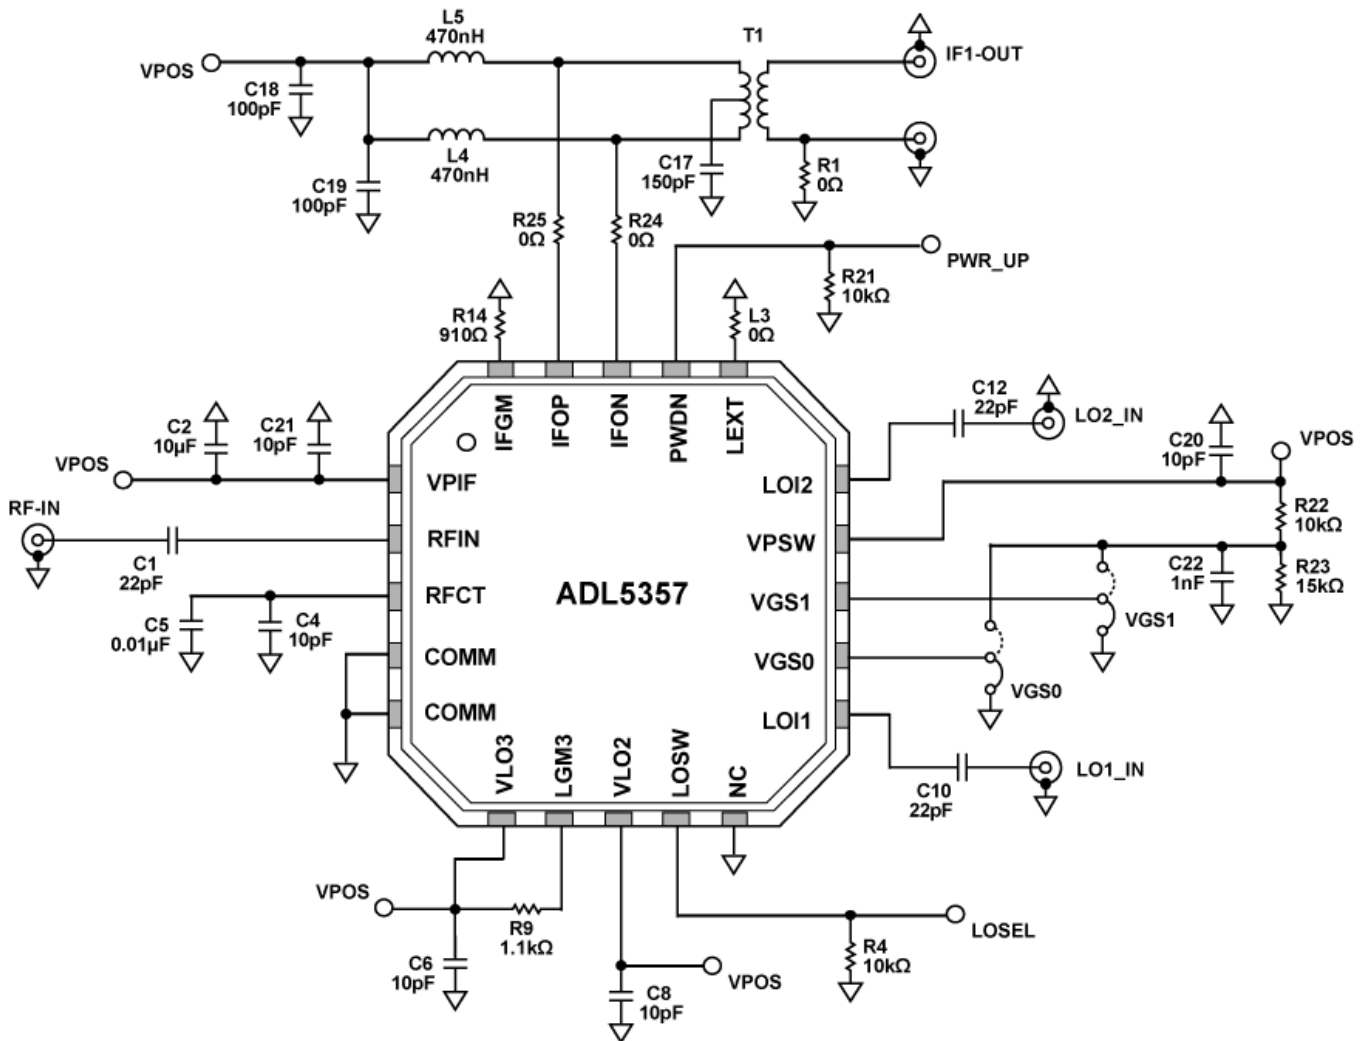 L5
470nH
T1
IF1-OUT
VPOS
C18
100pF
L4
470nH
C17
150pF
R1
0Ω
C19
100pF
R25
0Ω
R24
0Ω
PWR_UP
R21
10kΩ
R14
910Ω
L3
0Ω
C12
22pF
LO2_IN
C2
10µF
C21
10pF
IFGM
IFOP
IFON
PWDN
LEXT
C20
10pF
VPOS
VPOS
VPIF
LOI2
RF-IN
R22
10kΩ
RFIN
VPSW
C1
22pF
C22
1nF
R23
15kΩ
RFCT
ADL5357
VGS1
VGS1
C5
0.01µF
C4
10pF
COMM
VGS0
VGS0
COMM
LOI1
VLO3
LGM3
VLO2
LOSW
NC
LO1_IN
C10
22pF
VPOS
R9
1.1kΩ
LOSEL
R4
10kΩ
C6
10pF
VPOS
C8
10pF